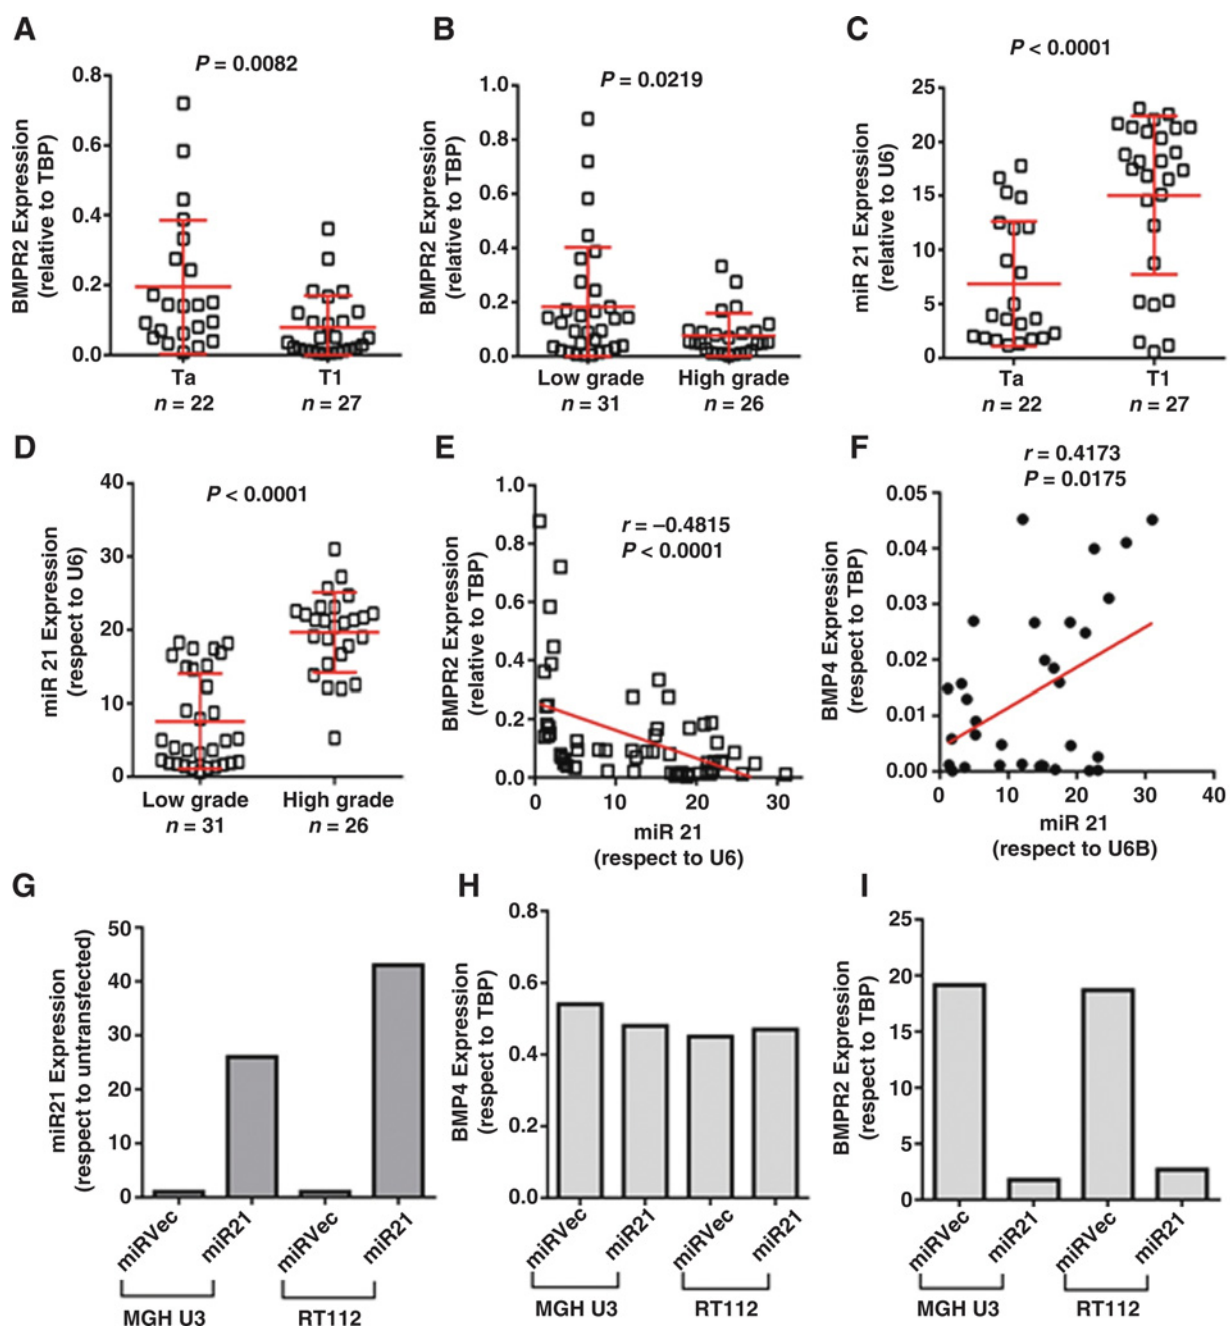 A
P = 0.0082
BMPR2 Expression
(relative to TBP)
0.8
0.6
0.4
0.2
0.0
Ta
T1
n = 22
n = 27
B
P = 0.0219
BMPR2 Expression
(relative to TBP)
1.0
0.8
0.6
0.4
0.2
0.0
Low grade
High grade
n = 31
n = 26
C
P < 0.0001
miR 21 Expression
(relative to U6)
25
20
15
10
5
0
Ta
T1
n = 22
n = 27
D
P < 0.0001
miR 21 Expression
(respect to U6)
40
30
20
10
0
Low grade
High grade
n = 31
n = 26
E
r = −0.4815
P < 0.0001
BMPR2 Expression
(relative to TBP)
1.0
0.8
0.6
0.4
0.2
0.0
0
10
20
30
miR 21
(respect to U6)
F
r = 0.4173
P = 0.0175
BMP4 Expression
(respect to TBP)
0.05
0.04
0.03
0.02
0.01
0.00
0
10
20
30
40
miR 21
(respect to U6B)
G
miR21 Expression
(respect to untransfected)
50
40
30
20
10
0
miRVec
miR21
miRVec
miR21
MGH U3
RT112
H
BMP4 Expression
(respect to TBP)
0.8
0.6
0.4
0.2
0.0
miRVec
miR21
miRVec
miR21
MGH U3
RT112
I
BMPR2 Expression
(respect to TBP)
25
20
15
10
5
0
miRVec
miR21
miRVec
miR21
MGH U3
RT112